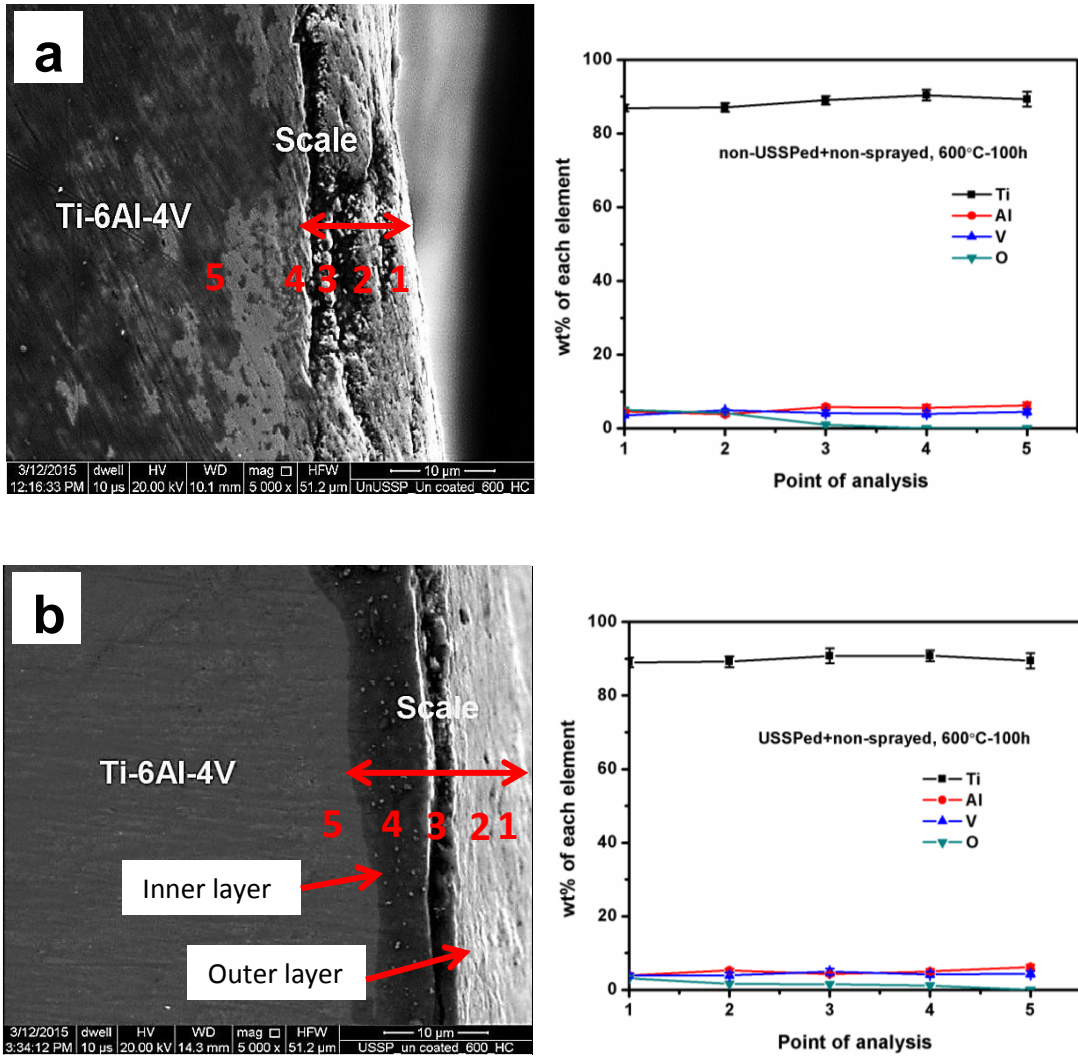 a
Scale
Ti-6Al-4V
5 4 3 2 1
3/12/2015 dwell HV WD mag □ HFW 10 µm
12:16:33 PM 10 µs 20.00 kV 10.1 mm 5 000 x 51.2 µm UnUSSP_Un coated_600_HC
100
80
60
40
20
0
wt% of each element
non-USSPed+non-sprayed, 600°C-100h
Ti
Al
V
O
1 2 3 4 5
Point of analysis
b
Scale
Ti-6Al-4V
5 4 3 2 1
Inner layer
Outer layer
3/12/2015 dwell HV WD mag □ HFW 10 µm
3:34:12 PM 10 µs 20.00 kV 14.3 mm 5 000 x 51.2 µm USSP_un coated_600_HC
100
80
60
40
20
0
wt% of each element
USSPed+non-sprayed, 600°C-100h
Ti
Al
V
O
1 2 3 4 5
Point of analysis